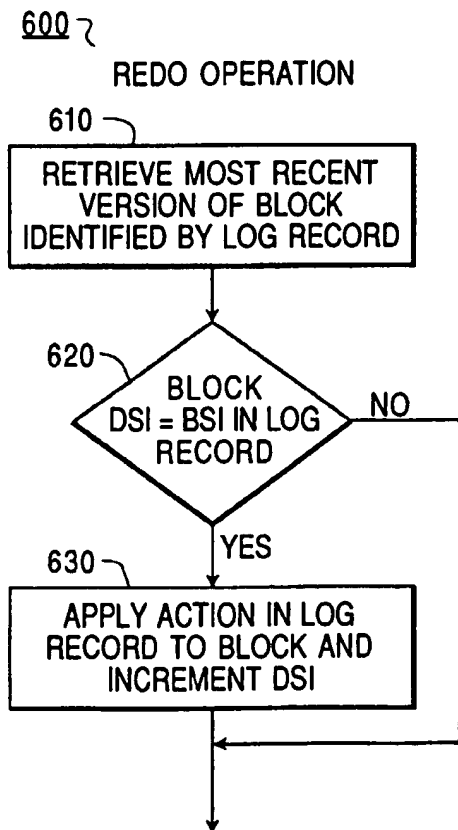 600
REDO OPERATION
610
RETRIEVE MOST RECENT
VERSION OF BLOCK
IDENTIFIED BY LOG RECORD
620
BLOCK
DSI = BSI IN LOG
RECORD
NO
YES
630
APPLY ACTION IN LOG
RECORD TO BLOCK AND
INCREMENT DSI